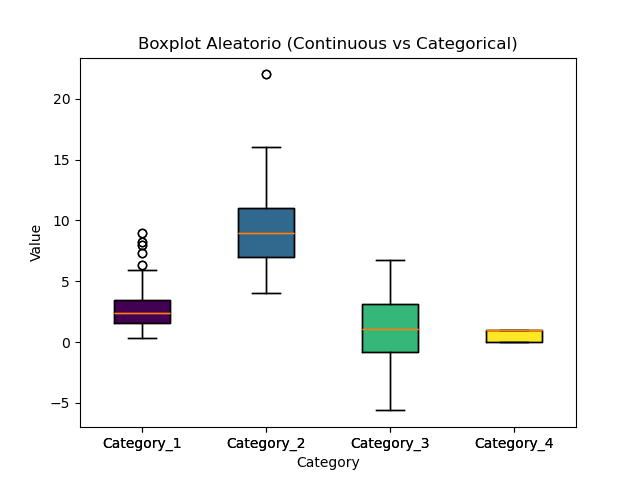 Boxplot Aleatorio (Continuous vs Categorical)
20
15
10
5
0
−5
Value
Category_1 Category_2 Category_3 Category_4
Category